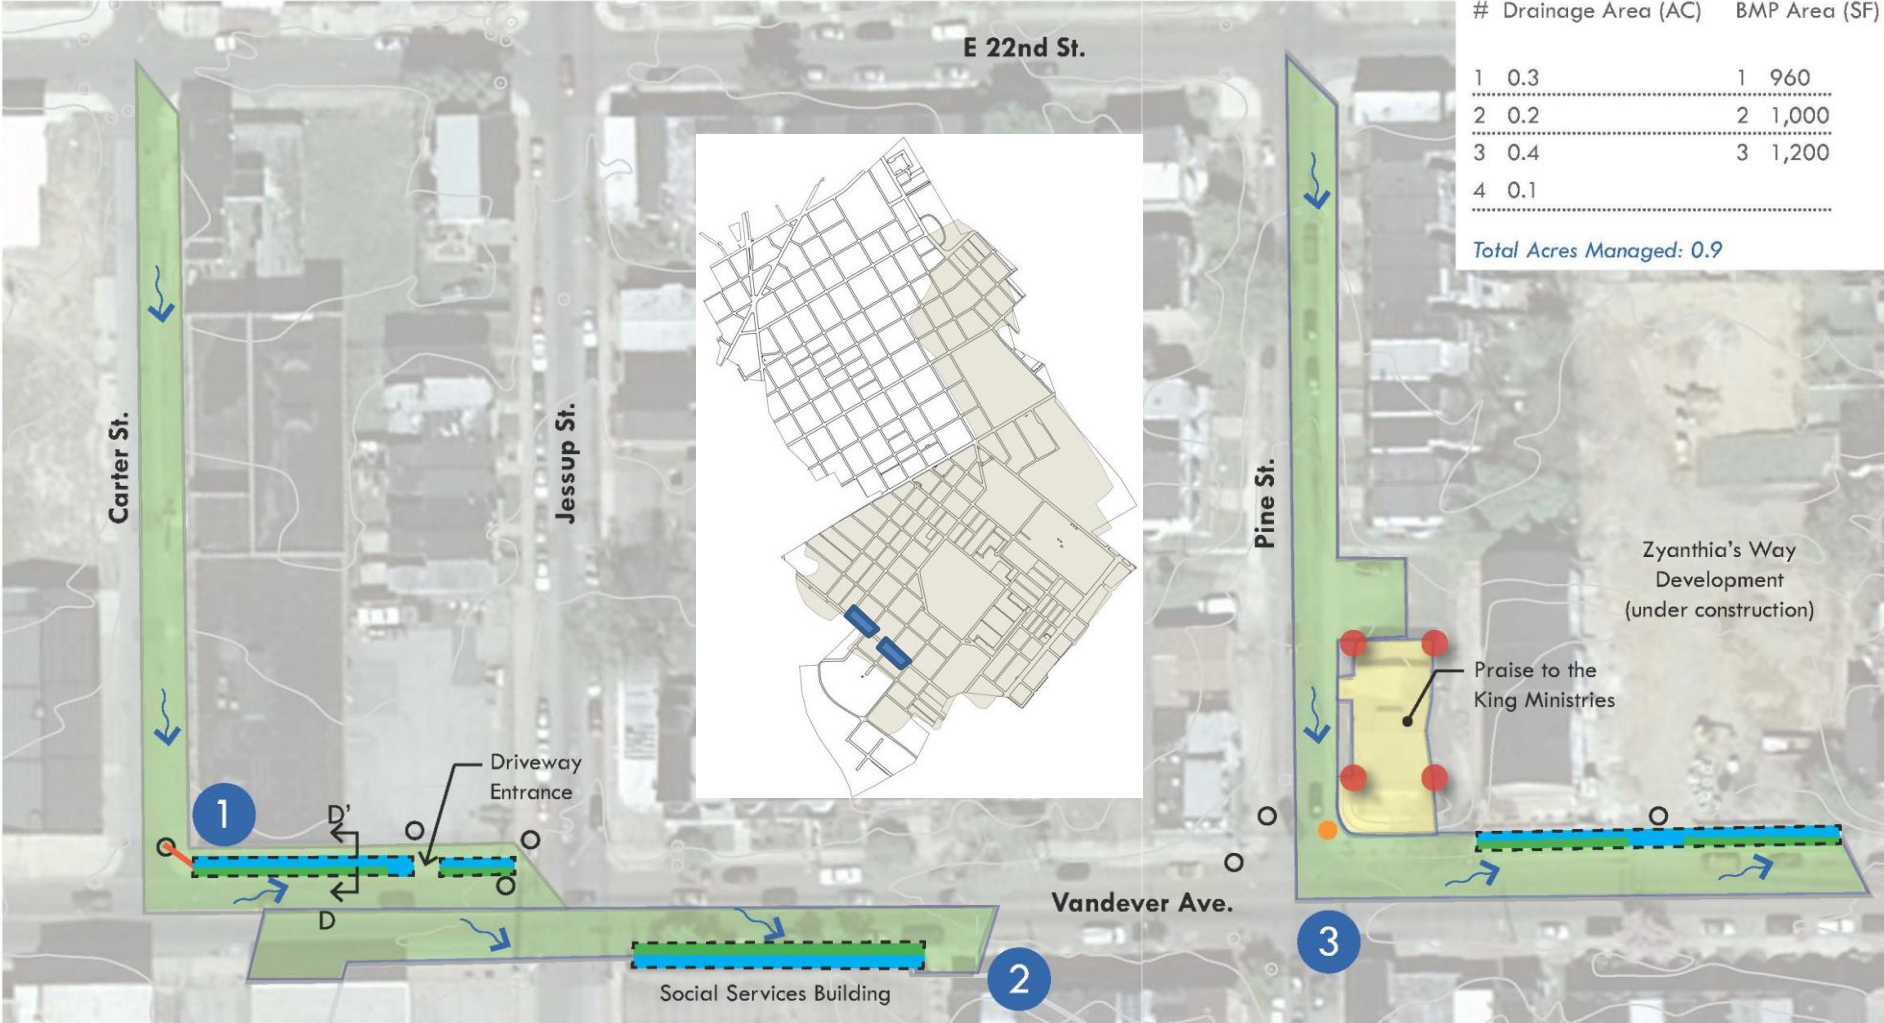 # Drainage Area (AC) BMP Area (SF)
1 0.3 1 960
2 0.2 2 1,000
3 0.4 3 1,200
4 0.1
Total Acres Managed: 0.9
E 22nd St.
Carter St.
Jessup St.
Pine St.
Zyanthia's Way
Development
(under construction)
Praise to the
King Ministries
Driveway
Entrance
1
D'
D
Vandever Ave.
3
2
Social Services Building